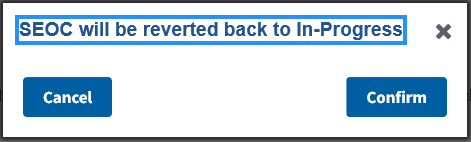 SEOC will be reverted back to In-Progress
Cancel
Confirm